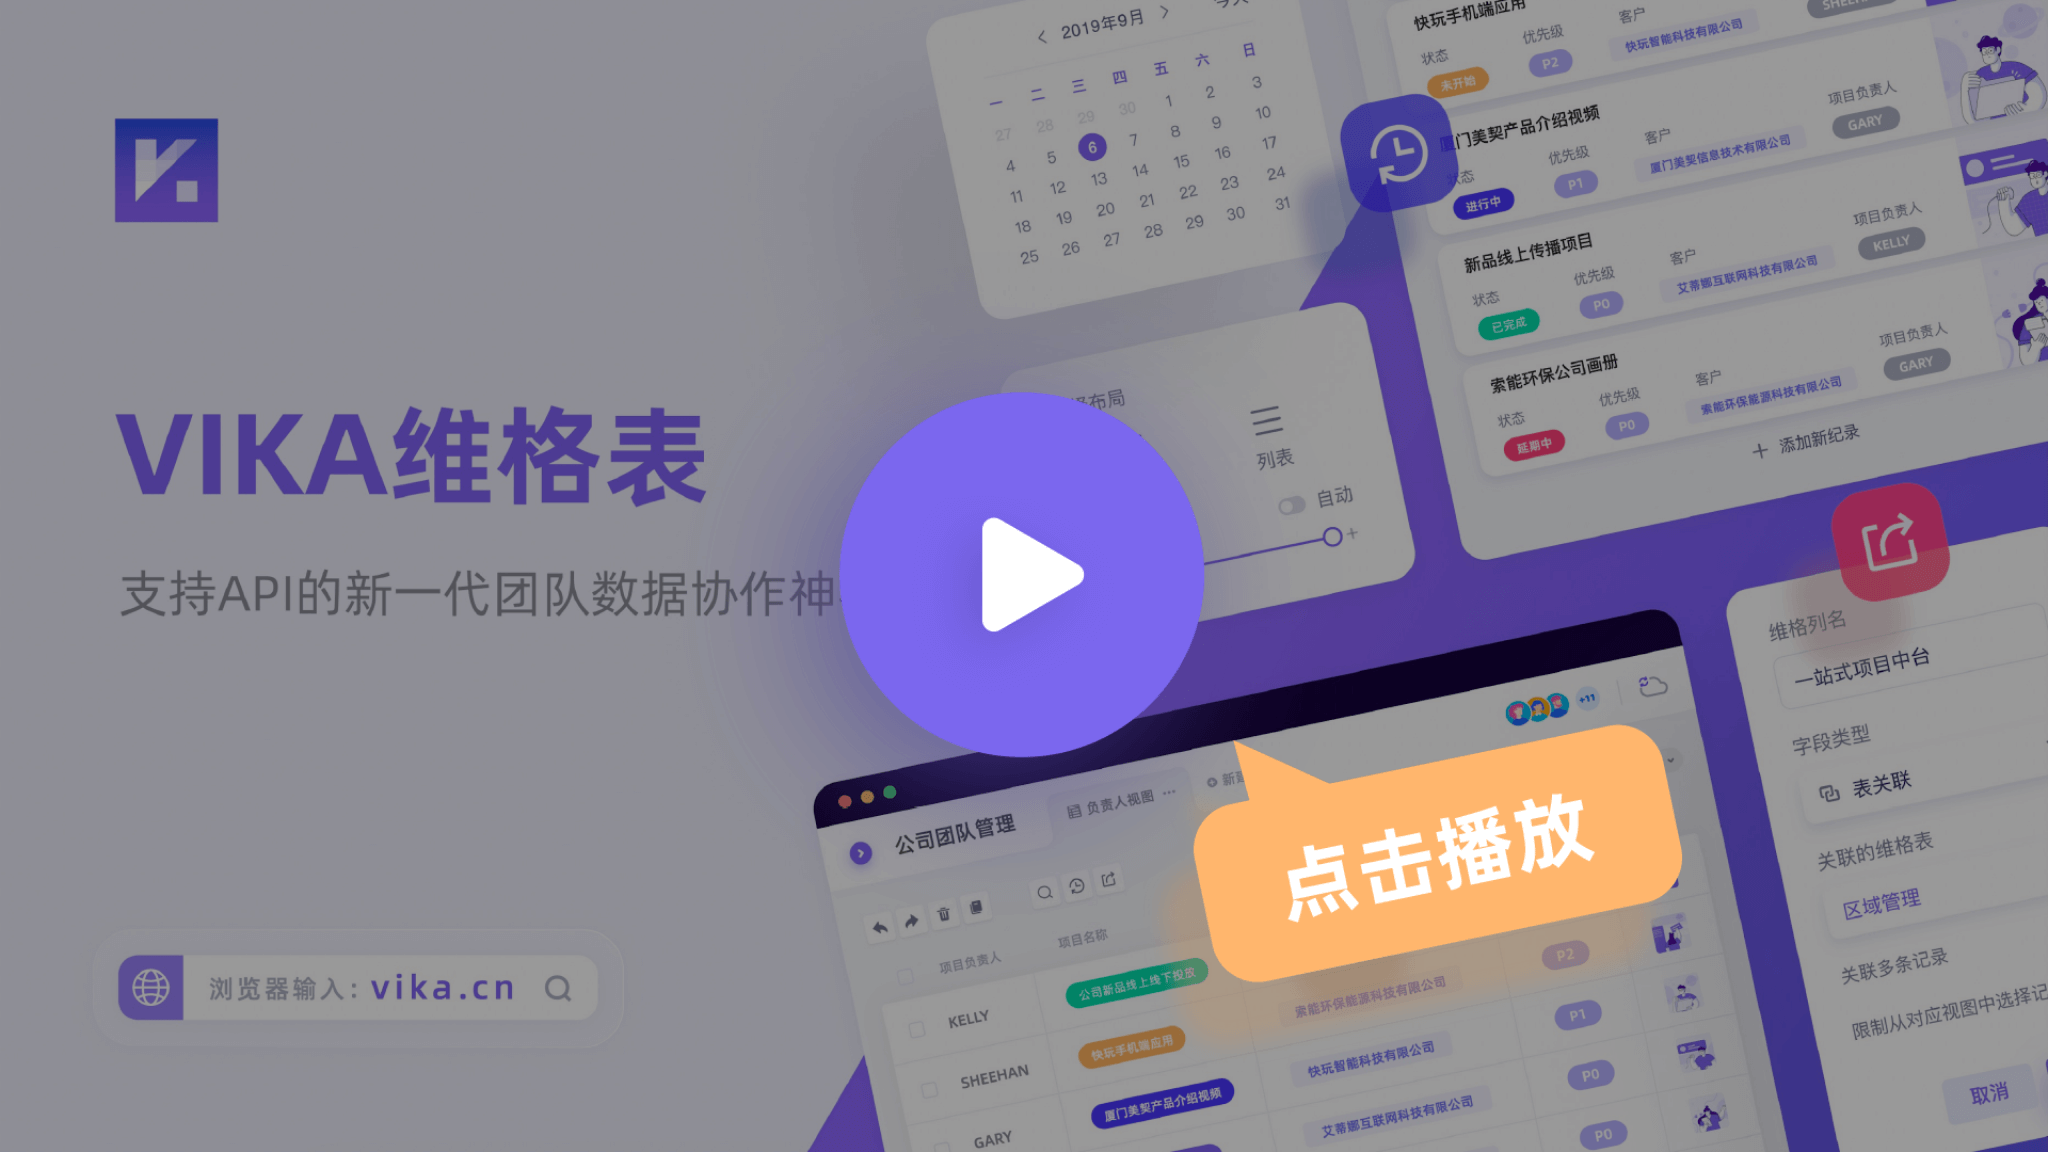 VIKA维格表
支持API的新一代团队数据协作神
浏览器输入：vika.cn
2019年9月
一 二 三 四 五 六 日
27 28 29 30 1 2 3
4 5 6 7 8 9 10
11 12 13 14 15 16 17
18 19 20 21 22 23 24
25 26 27 28 29 30 31
布局
列表
自动
快玩手机端应用
状态 优先级 客户
未开始 P2 快玩智能科技有限公司
厦门美契产品介绍视频
状态 优先级 客户 项目负责人
进行中 P1 厦门美契信息技术有限公司 GARY
新品线上传播项目
状态 优先级 客户 项目负责人
已完成 P0 艾蒂娜互联网科技有限公司 KELLY
索能环保公司画册
状态 优先级 客户 项目负责人
延期中 P0 索能环保能源科技有限公司 GARY
添加新纪录
公司团队管理
负责人视图
+11
点击播放
项目负责人 项目名称
KELLY 公司新品线上线下投放 索能环保能源科技有限公司 P2
SHEEHAN 快玩手机端应用 快玩智能科技有限公司 P1
GARY 厦门美契产品介绍视频 艾蒂娜互联网科技有限公司 P0
P0
维格列名
一站式项目中台
字段类型
表关联
关联的维格表
区域管理
关联多条记录
限制从对应视图中选择记
取消